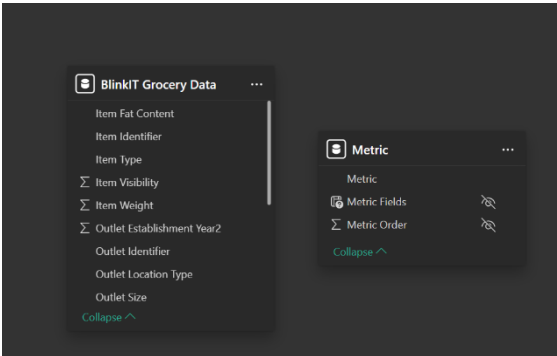 BlinkIT Grocery Data
Item Fat Content
Item Identifier
Item Type
Item Visibility
Item Weight
Outlet Establishment Year2
Outlet Identifier
Outlet Location Type
Outlet Size
Collapse
Metric
Metric
Metric Fields
Metric Order
Collapse